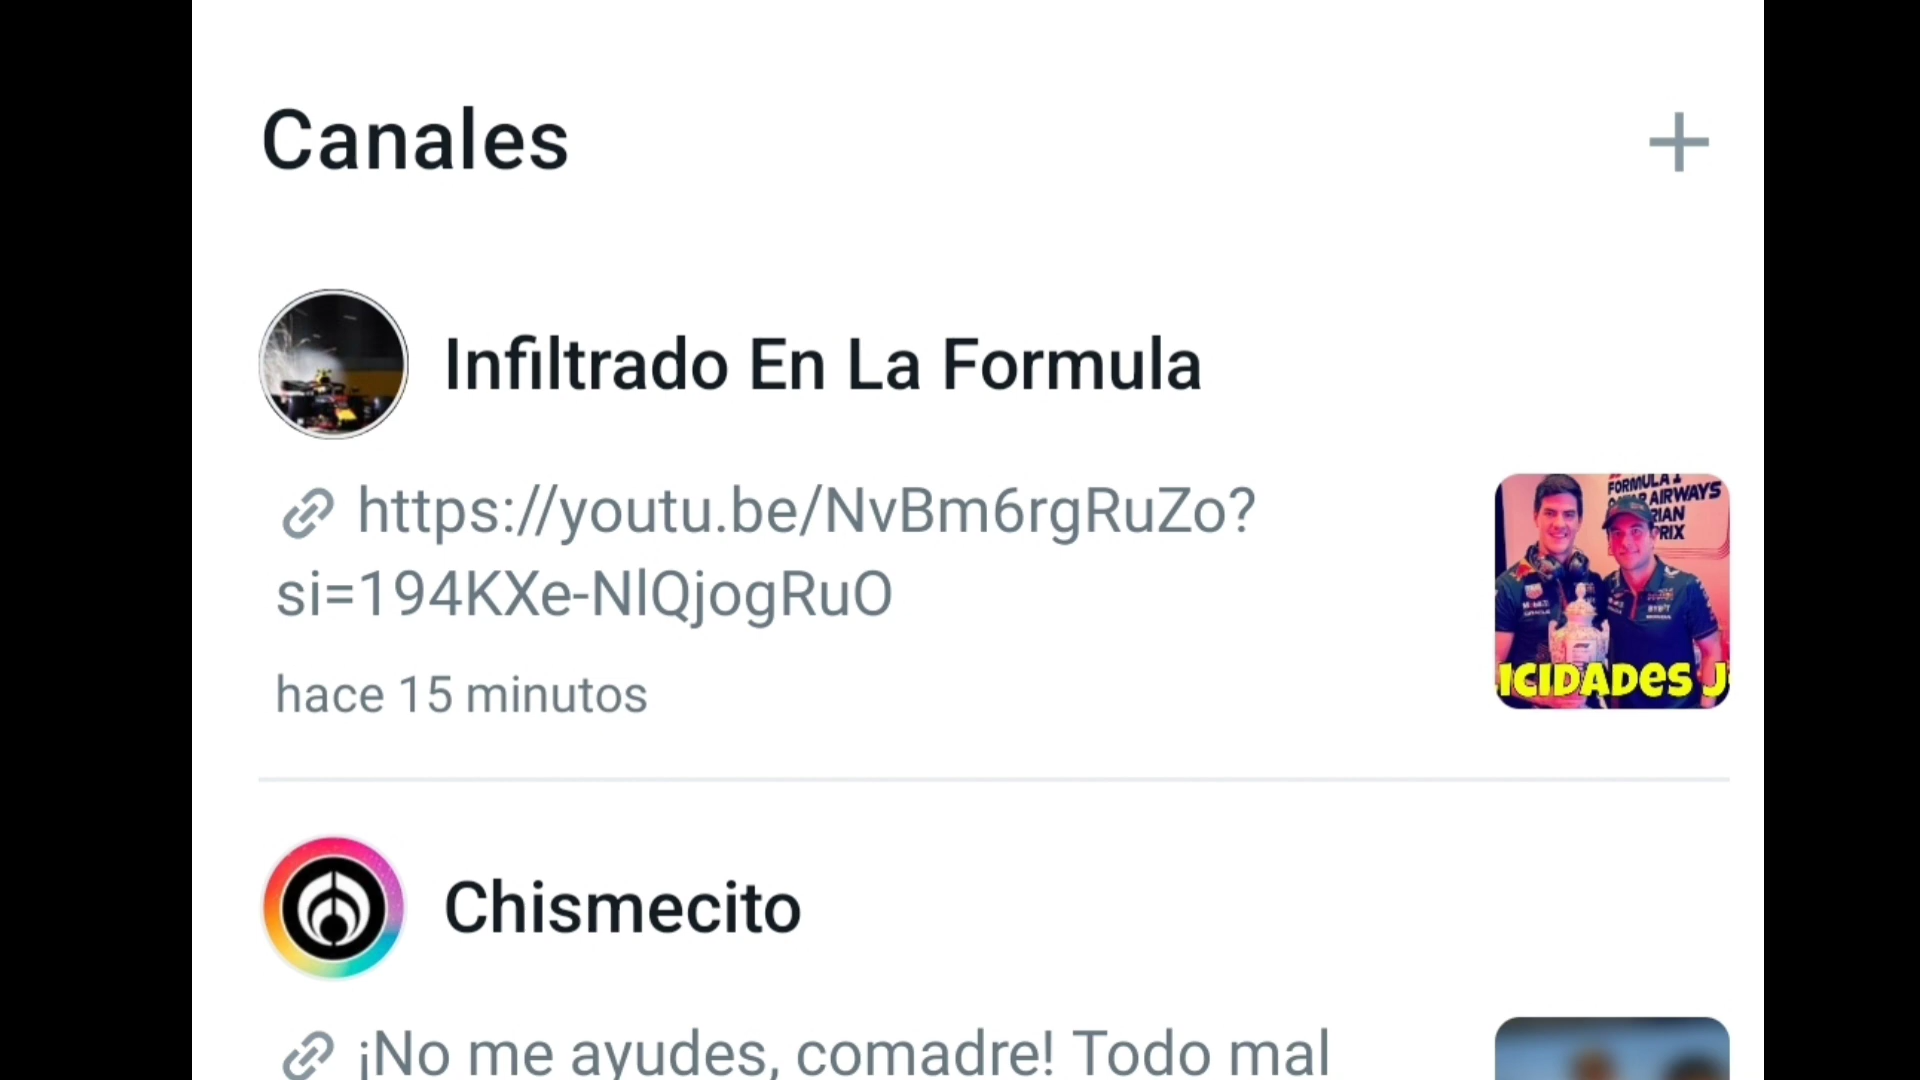 Canales
Infiltrado En La Formula
https://youtu.be/NvBm6rgRuZo?
si=194KXe-NlQjogRuO
hace 15 minutos
FORMULA 1
AIRWAYS
RIAN
PRIX
ICIDADES J
Chismecito
¡No me ayudes, comadre! Todo mal